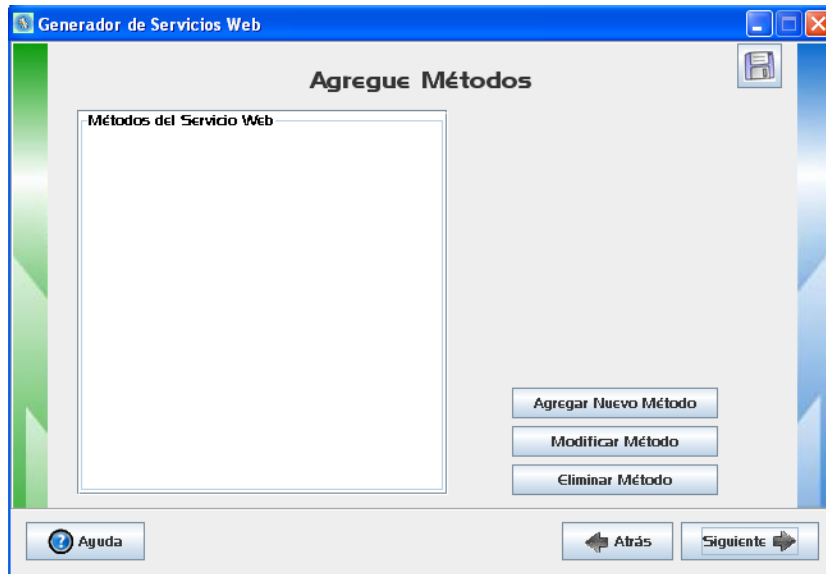 Generador de Servicios Web
Agregue Métodos
Métodos del Servicio Web
Agregar Nuevo Método
Modificar Método
Eliminar Método
Ayuda
Atrás
Siguiente